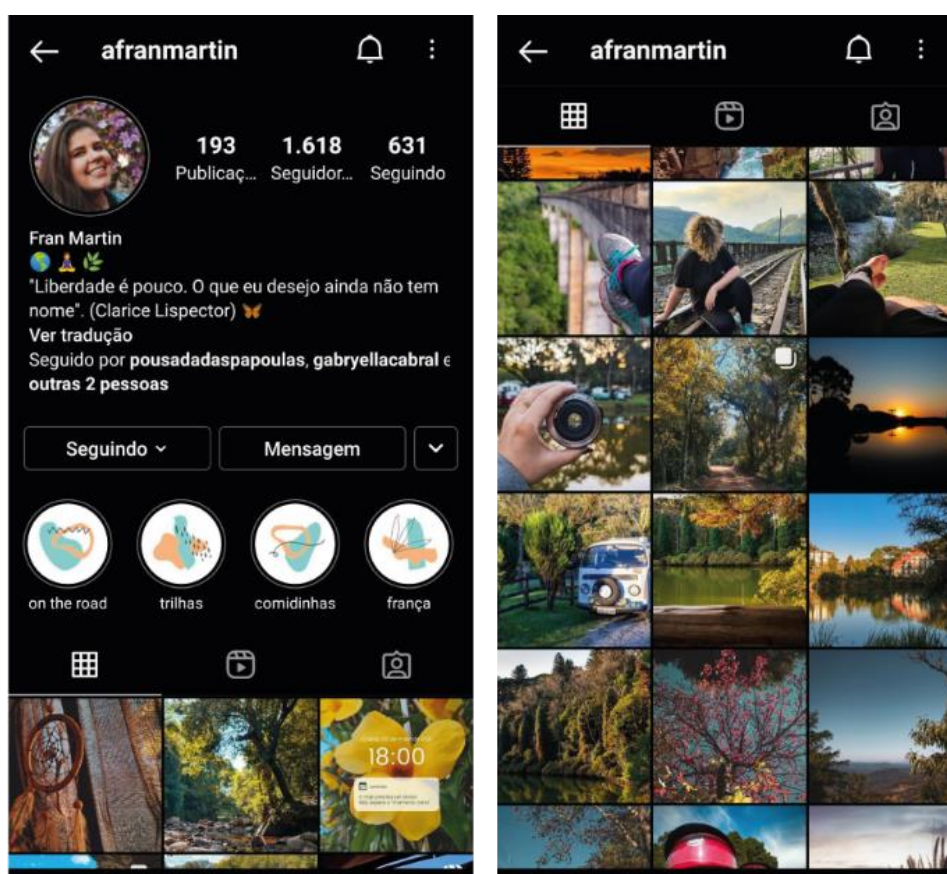 afranmartin
193 1.618 631
Publicaç... Seguidor... Seguindo
Fran Martin
"Liberdade é pouco. O que eu desejo ainda não tem
nome". (Clarice Lispector)
Ver tradução
Seguido por pousadadaspapoulas, gabryellacabral e
outras 2 pessoas
Seguindo Mensagem
on the road trilhas comidinhas frança
18:00
afranmartin